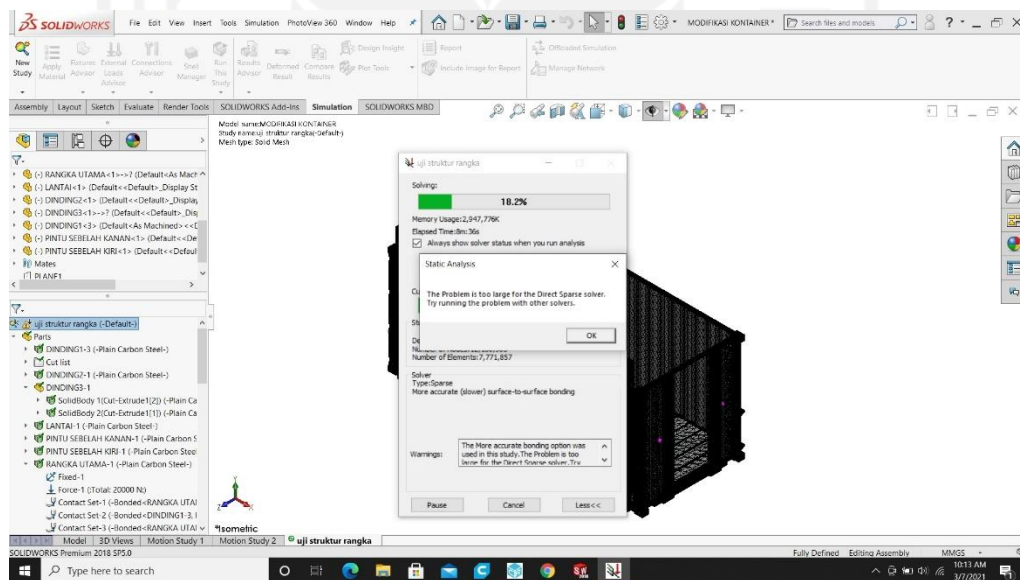 SOLIDWORKS File Edit View Insert Tools Simulation PhotoView 360 Window Help MODIFIKASI KONTAINER * Search files and models
New Study
Apply Material
Fixtures Advisor
External Loads Advisor
Connections Advisor
Shell Manager
Run This Study
Results Advisor
Deformed Result
Compare Results
Design Insight
Plot Tools
Report
Include Image for Report
Offloaded Simulation
Manage Network
Assembly Layout Sketch Evaluate Render Tools SOLIDWORKS Add-Ins Simulation SOLIDWORKS MBD
Model name:MODIFIKASI KONTAINER
Study name:uji struktur rangka(-Default-)
Mesh type: Solid Mesh
(-) RANGKA UTAMA<1>->? (Default<As Mach
(-) LANTAI<1> (Default<<Default>_Display St
(-) DINDING2<1> (Default<<Default>_Display
(-) DINDING3<1>->? (Default<<Default>_Disp
(-) DINDING1<3> (Default<As Machined><<D
(-) PINTU SEBELAH KANAN<1> (Default<<De
(-) PINTU SEBELAH KIRI<1> (Default<<Defaul
Mates
PLANE1
uji struktur rangka (-Default-)
Parts
DINDING1-3 (-Plain Carbon Steel-)
Cut list
DINDING2-1 (-Plain Carbon Steel-)
DINDING3-1
SolidBody 1(Cut-Extrude1[2]) (-Plain Ca
SolidBody 2(Cut-Extrude1[1]) (-Plain Ca
LANTAI-1 (-Plain Carbon Steel-)
PINTU SEBELAH KANAN-1 (-Plain Carbon S
PINTU SEBELAH KIRI-1 (-Plain Carbon Stee
RANGKA UTAMA-1 (-Plain Carbon Steel-)
Fixed-1
Force-1 (:Total: 20000 N:)
Contact Set-1 (-Bonded<RANGKA UTAI
Contact Set-2 (-Bonded<DINDING1-3, I
Contact Set-3 (-Bonded<RANGKA UTAI
uji struktur rangka
Solving:
18.2%
Memory Usage:2,947,776K
Elapsed Time:8m: 36s
Always show solver status when you run analysis
Static Analysis
The Problem is too large for the Direct Sparse solver.
Try running the problem with other solvers.
OK
Number of Elements:7,771,857
Solver
Type:Sparse
More accurate (slower) surface-to-surface bonding
Warnings:
The More accurate bonding option was
used in this study.The Problem is too
large for the Direct Sparse solver.Try
Pause Cancel Less<<
Y
Z X
*Isometric
Model 3D Views Motion Study 1 Motion Study 2 uji struktur rangka
SOLIDWORKS Premium 2018 SP5.0 Fully Defined Editing Assembly MMGS
Type here to search
10:13 AM
3/7/2021